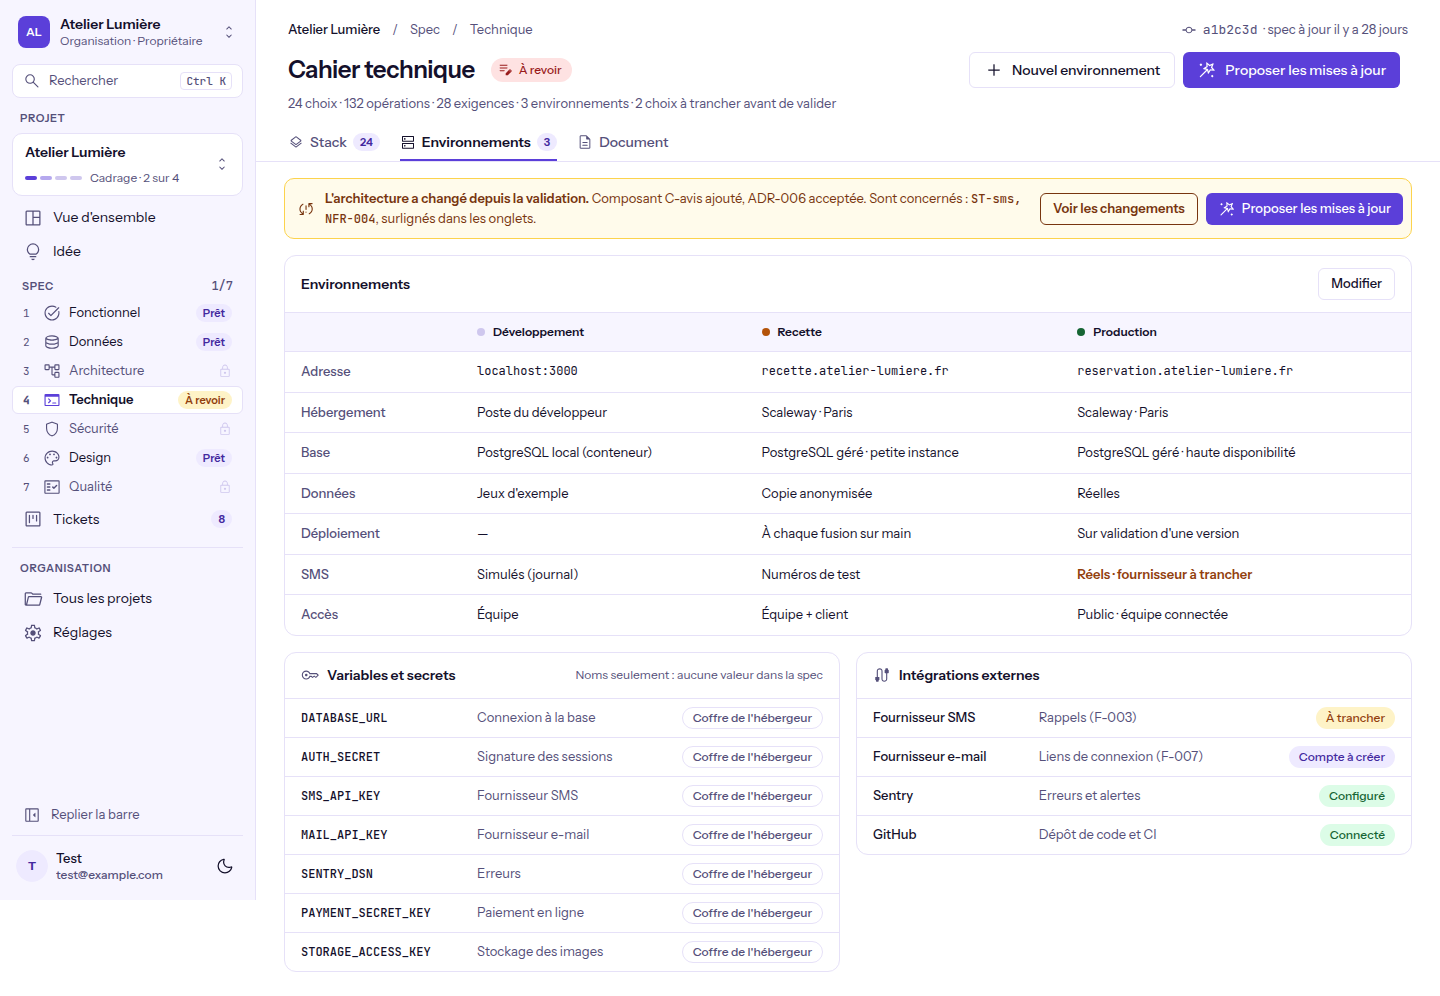 AL
Atelier Lumière
Organisation · Propriétaire
Rechercher
Ctrl K
PROJET
Atelier Lumière
Cadrage · 2 sur 4
Vue d'ensemble
Idée
SPEC 1/7
1 Fonctionnel Prêt
2 Données Prêt
3 Architecture
4 Technique À revoir
5 Sécurité
6 Design Prêt
7 Qualité
Tickets 8
ORGANISATION
Tous les projets
Réglages
Replier la barre
T
Test
test@example.com
Atelier Lumière / Spec / Technique
a1b2c3d · spec à jour il y a 28 jours
Cahier technique
À revoir
Nouvel environnement
Proposer les mises à jour
24 choix · 132 opérations · 28 exigences · 3 environnements · 2 choix à trancher avant de valider
Stack 24
Environnements 3
Document
L'architecture a changé depuis la validation. Composant C-avis ajouté, ADR-006 acceptée. Sont concernés : ST-sms,
NFR-004, surlignés dans les onglets.
Voir les changements
Proposer les mises à jour
Environnements
Modifier
Développement Recette Production
Adresse localhost:3000 recette.atelier-lumiere.fr reservation.atelier-lumiere.fr
Hébergement Poste du développeur Scaleway · Paris Scaleway · Paris
Base PostgreSQL local (conteneur) PostgreSQL géré · petite instance PostgreSQL géré · haute disponibilité
Données Jeux d'exemple Copie anonymisée Réelles
Déploiement — À chaque fusion sur main Sur validation d'une version
SMS Simulés (journal) Numéros de test Réels · fournisseur à trancher
Accès Équipe Équipe + client Public · équipe connectée
Variables et secrets
Noms seulement : aucune valeur dans la spec
DATABASE_URL Connexion à la base Coffre de l'hébergeur
AUTH_SECRET Signature des sessions Coffre de l'hébergeur
SMS_API_KEY Fournisseur SMS Coffre de l'hébergeur
MAIL_API_KEY Fournisseur e-mail Coffre de l'hébergeur
SENTRY_DSN Erreurs Coffre de l'hébergeur
PAYMENT_SECRET_KEY Paiement en ligne Coffre de l'hébergeur
STORAGE_ACCESS_KEY Stockage des images Coffre de l'hébergeur
Intégrations externes
Fournisseur SMS Rappels (F-003) À trancher
Fournisseur e-mail Liens de connexion (F-007) Compte à créer
Sentry Erreurs et alertes Configuré
GitHub Dépôt de code et CI Connecté